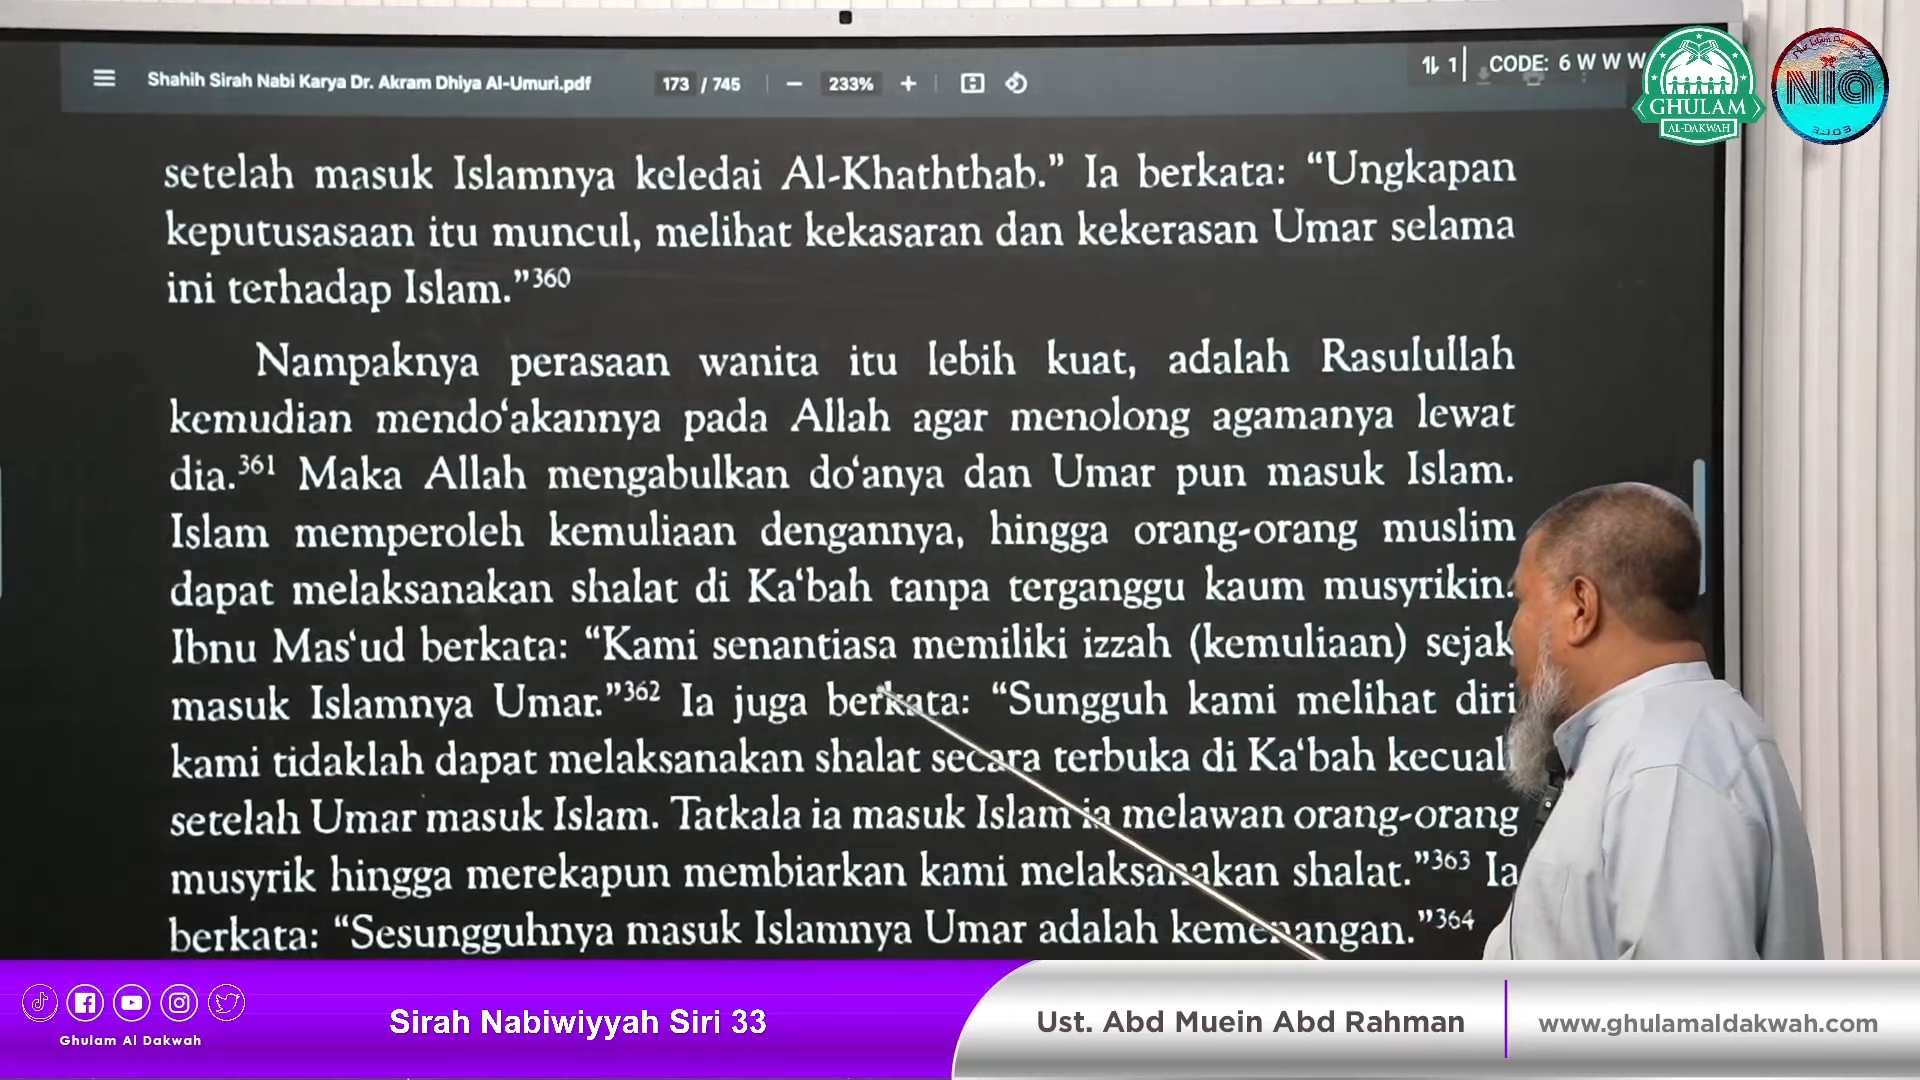 Shahih Sirah Nabi Karya Dr. Akram Dhiya Al-Umuri.pdf 173 / 745 233%
1 CODE: 6 W W W
GHULAM
AL-DAKWAH
Nur Islam Academy
NIA
setelah masuk Islamnya keledai Al-Khaththab.” Ia berkata: “Ungkapan
keputusasaan itu muncul, melihat kekasaran dan kekerasan Umar selama
ini terhadap Islam.”360
Nampaknya perasaan wanita itu lebih kuat, adalah Rasulullah
kemudian mendo‘akannya pada Allah agar menolong agamanya lewat
dia.361 Maka Allah mengabulkan do‘anya dan Umar pun masuk Islam.
Islam memperoleh kemuliaan dengannya, hingga orang-orang muslim
dapat melaksanakan shalat di Ka‘bah tanpa terganggu kaum musyrikin.
Ibnu Mas‘ud berkata: “Kami senantiasa memiliki izzah (kemuliaan) sejak
masuk Islamnya Umar.”362 Ia juga berkata: “Sungguh kami melihat diri
kami tidaklah dapat melaksanakan shalat secara terbuka di Ka‘bah kecuali
setelah Umar masuk Islam. Tatkala ia masuk Islam ia melawan orang-orang
musyrik hingga merekapun membiarkan kami melaksanakan shalat.”363 Ia
berkata: “Sesungguhnya masuk Islamnya Umar adalah kemenangan.”364
Ghulam Al Dakwah
Sirah Nabiwiyyah Siri 33
Ust. Abd Muein Abd Rahman
www.ghulamaldakwah.com